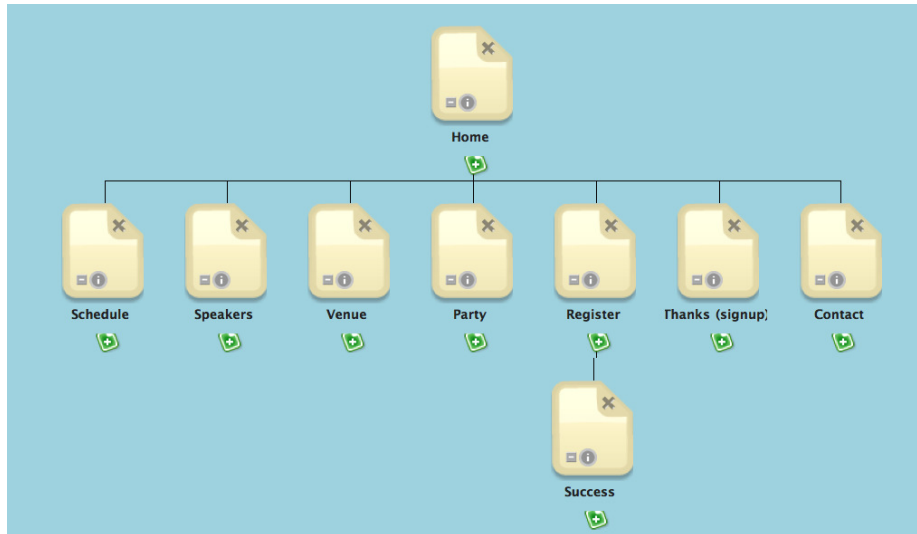 Home
Schedule
Speakers
Venue
Party
Register
Thanks (signup)
Contact
Success